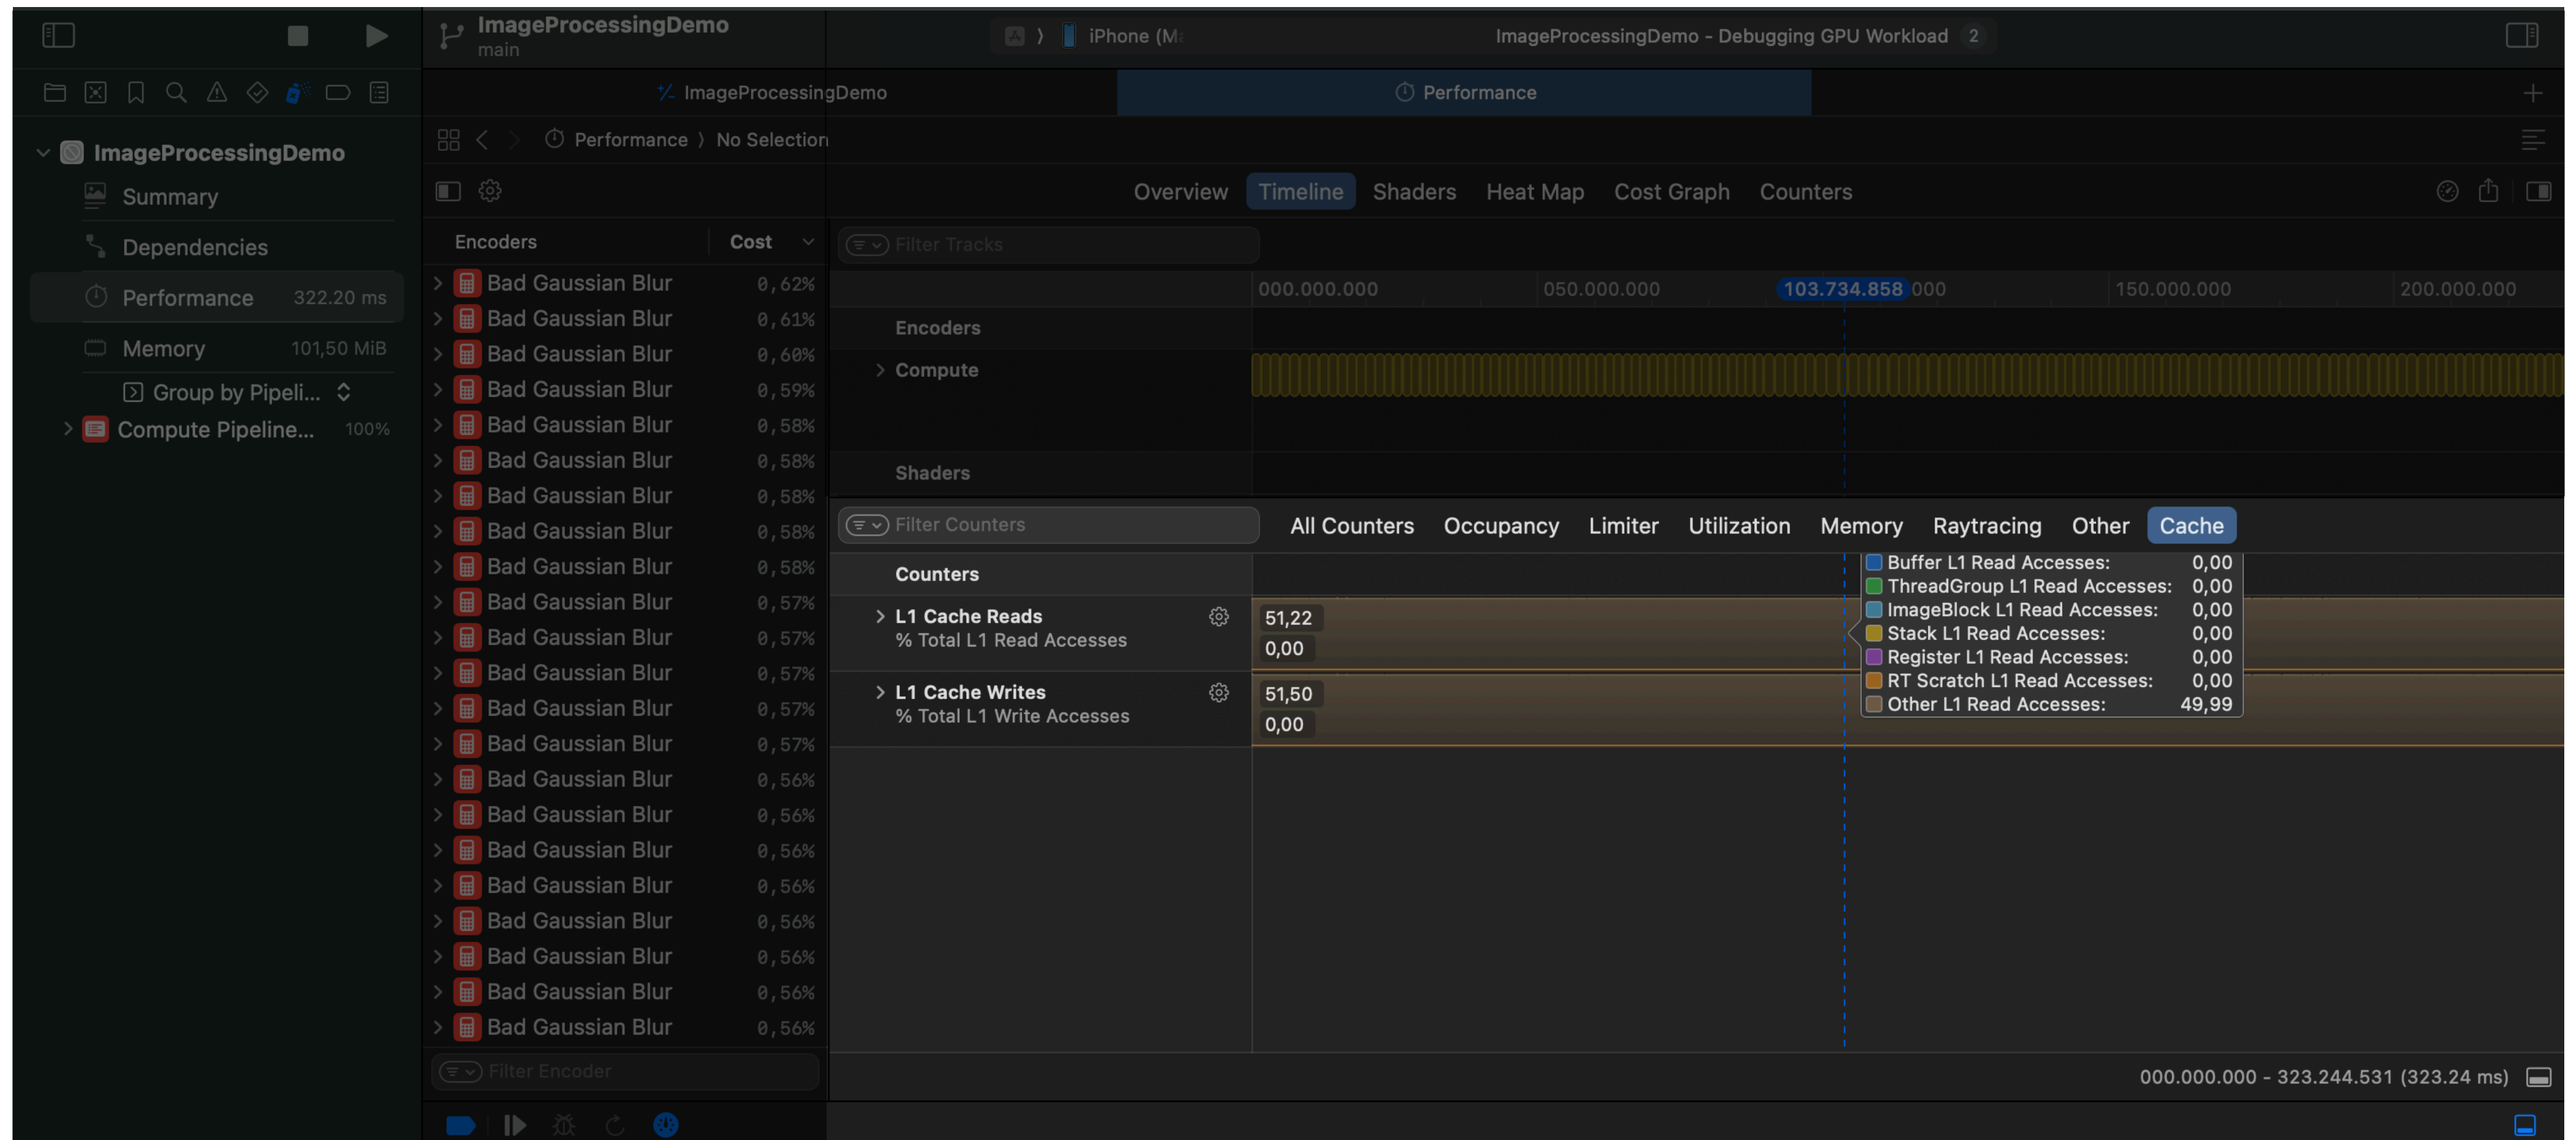 ImageProcessingDemo
main
iPhone (Ma
ImageProcessingDemo - Debugging GPU Workload 2
ImageProcessingDemo
Performance
Performance
No Selection
ImageProcessingDemo
Summary
Dependencies
Performance 322.20 ms
Memory 101,50 MiB
Group by Pipeli...
Compute Pipeline... 100%
Overview Timeline Shaders Heat Map Cost Graph Counters
Encoders Cost
Bad Gaussian Blur 0,62%
Bad Gaussian Blur 0,61%
Bad Gaussian Blur 0,60%
Bad Gaussian Blur 0,59%
Bad Gaussian Blur 0,58%
Bad Gaussian Blur 0,58%
Bad Gaussian Blur 0,58%
Bad Gaussian Blur 0,58%
Bad Gaussian Blur 0,58%
Bad Gaussian Blur 0,57%
Bad Gaussian Blur 0,57%
Bad Gaussian Blur 0,57%
Bad Gaussian Blur 0,57%
Bad Gaussian Blur 0,57%
Bad Gaussian Blur 0,56%
Bad Gaussian Blur 0,56%
Bad Gaussian Blur 0,56%
Bad Gaussian Blur 0,56%
Bad Gaussian Blur 0,56%
Bad Gaussian Blur 0,56%
Bad Gaussian Blur 0,56%
Bad Gaussian Blur 0,56%
Filter Encoder
Filter Tracks
000.000.000 050.000.000 103.734.858 000 150.000.000 200.000.000
Encoders
Compute
Shaders
Filter Counters
All Counters Occupancy Limiter Utilization Memory Raytracing Other Cache
Counters
L1 Cache Reads
% Total L1 Read Accesses
51,22
0,00
L1 Cache Writes
% Total L1 Write Accesses
51,50
0,00
Buffer L1 Read Accesses: 0,00
ThreadGroup L1 Read Accesses: 0,00
ImageBlock L1 Read Accesses: 0,00
Stack L1 Read Accesses: 0,00
Register L1 Read Accesses: 0,00
RT Scratch L1 Read Accesses: 0,00
Other L1 Read Accesses: 49,99
000.000.000 - 323.244.531 (323.24 ms)